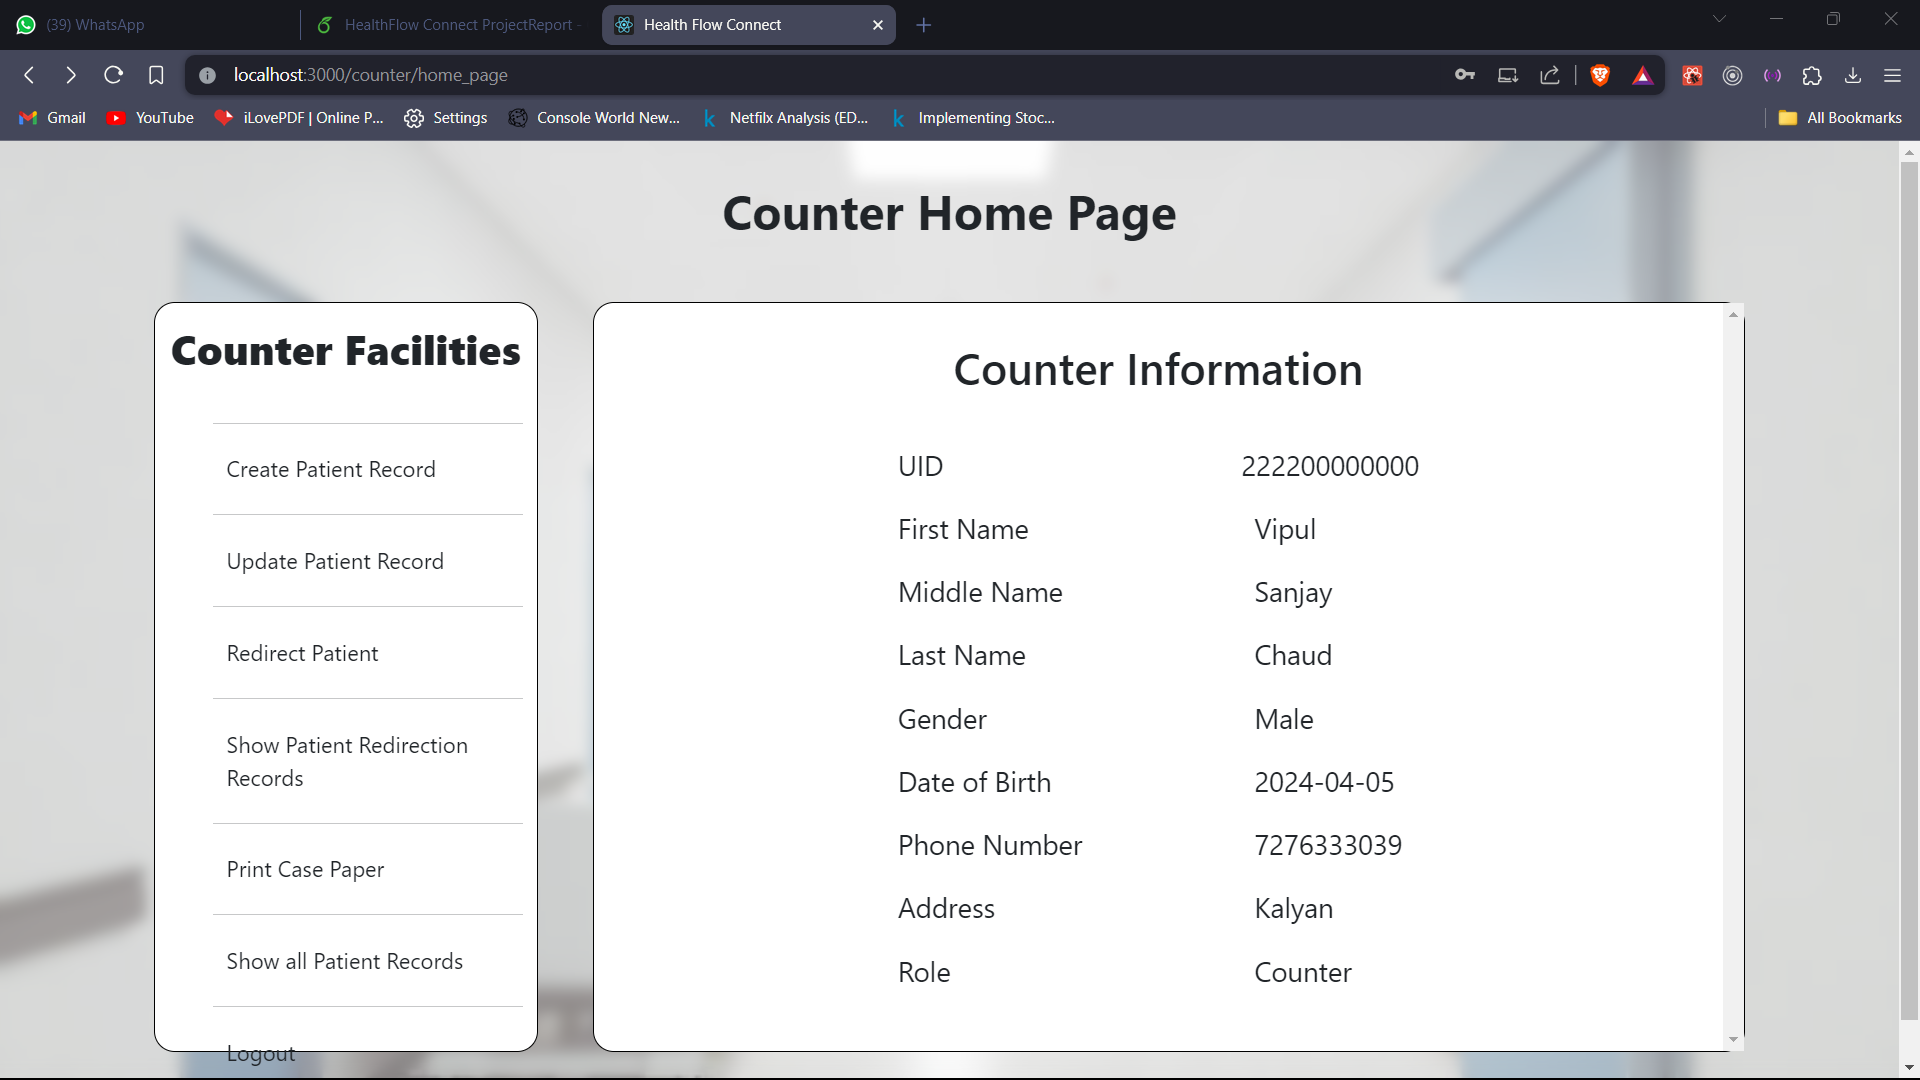 (39) WhatsApp
HealthFlow Connect ProjectReport -
Health Flow Connect
localhost:3000/counter/home_page
Gmail
YouTube
iLovePDF | Online P...
Settings
Console World New...
Netfilx Analysis (ED...
Implementing Stoc...
All Bookmarks
Counter Home Page
Counter Facilities
Create Patient Record
Update Patient Record
Redirect Patient
Show Patient Redirection
Records
Print Case Paper
Show all Patient Records
Logout
Counter Information
UID 222200000000
First Name Vipul
Middle Name Sanjay
Last Name Chaud
Gender Male
Date of Birth 2024-04-05
Phone Number 7276333039
Address Kalyan
Role Counter